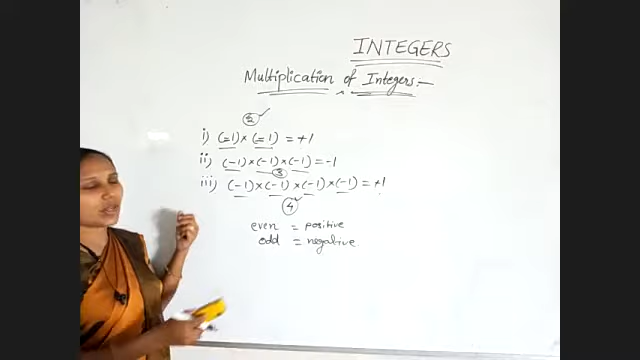 INTEGERS
Multiplication of Integers:—
2
i) (-1)× (-1) = +1
ii) (-1)×(-1)×(-1) = -1
3
iii) (-1)×(-1)×(-1)×(-1) = +1
4
even = positive
odd = negative